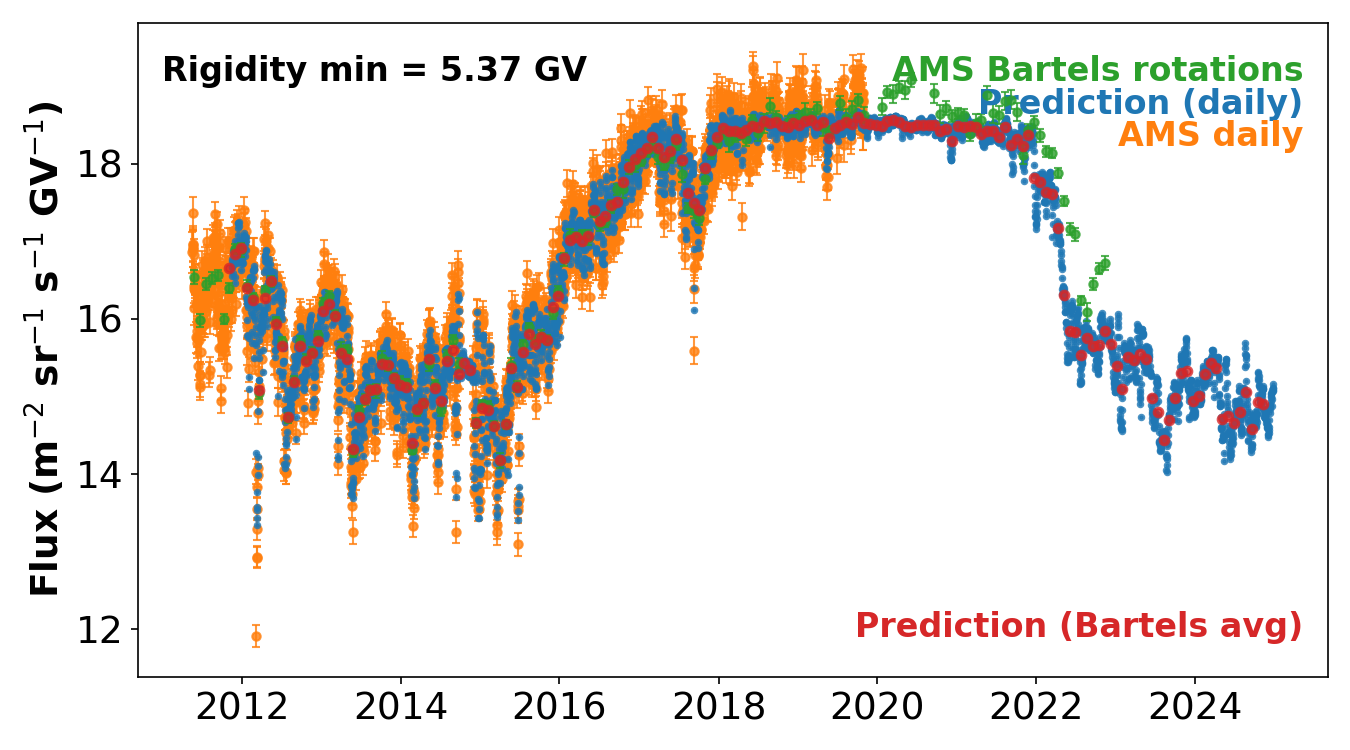 Rigidity min = 5.37 GV
AMS Bartels rotations
Prediction (daily)
AMS daily
Prediction (Bartels avg)
Flux (m⁻² sr⁻¹ s⁻¹ GV⁻¹)
18
16
14
12
2012 2014 2016 2018 2020 2022 2024